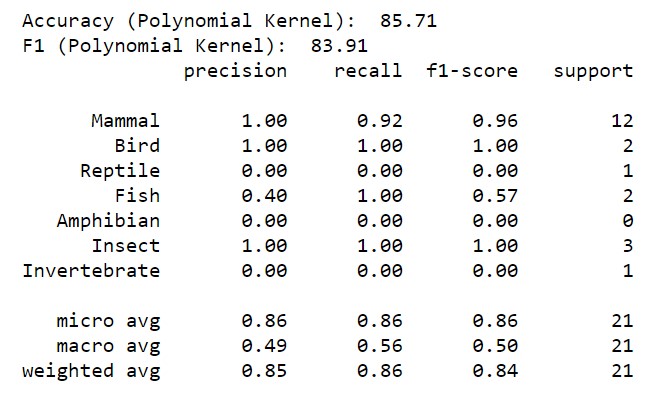 Accuracy (Polynomial Kernel):  85.71
F1 (Polynomial Kernel):  83.91
              precision    recall  f1-score   support

      Mammal       1.00      0.92      0.96        12
        Bird       1.00      1.00      1.00         2
     Reptile       0.00      0.00      0.00         1
        Fish       0.40      1.00      0.57         2
   Amphibian       0.00      0.00      0.00         0
      Insect       1.00      1.00      1.00         3
Invertebrate       0.00      0.00      0.00         1

   micro avg       0.86      0.86      0.86        21
   macro avg       0.49      0.56      0.50        21
weighted avg       0.85      0.86      0.84        21